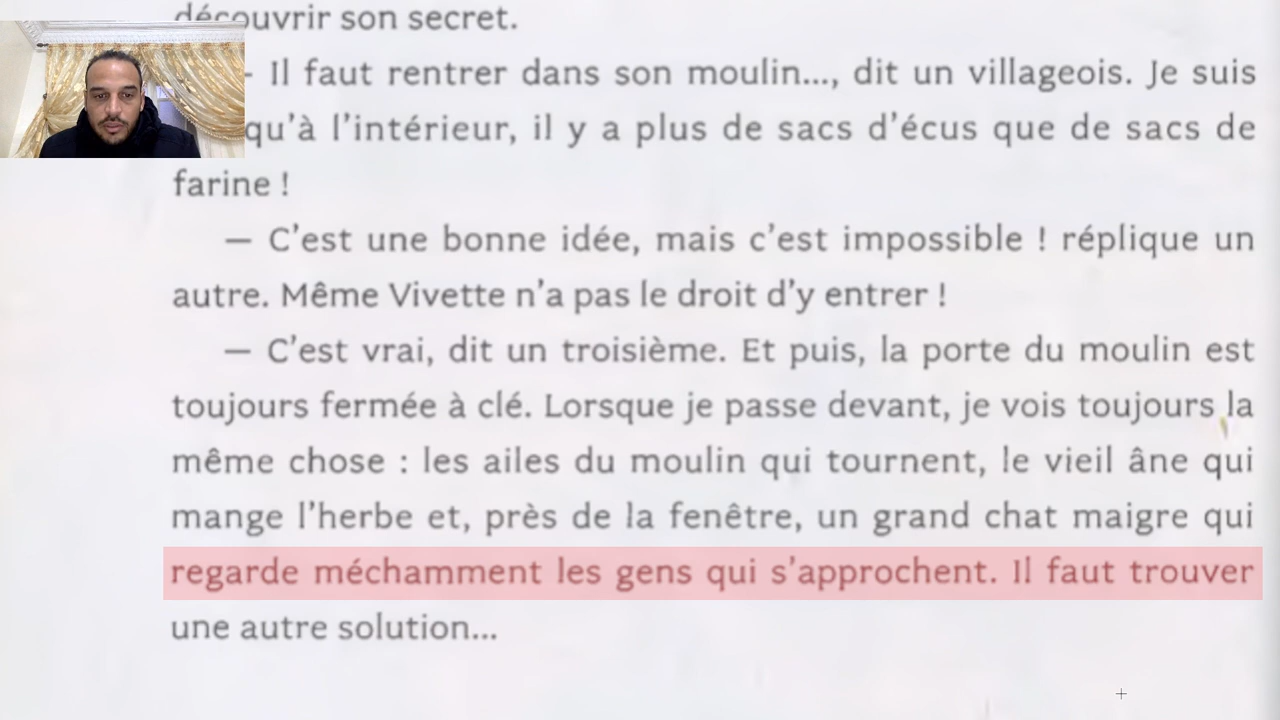 découvrir son secret.
- Il faut rentrer dans son moulin..., dit un villageois. Je suis
qu'à l'intérieur, il y a plus de sacs d'écus que de sacs de
farine !
— C'est une bonne idée, mais c'est impossible ! réplique un
autre. Même Vivette n'a pas le droit d'y entrer !
— C'est vrai, dit un troisième. Et puis, la porte du moulin est
toujours fermée à clé. Lorsque je passe devant, je vois toujours la
même chose : les ailes du moulin qui tournent, le vieil âne qui
mange l'herbe et, près de la fenêtre, un grand chat maigre qui
regarde méchamment les gens qui s'approchent. Il faut trouver
une autre solution...